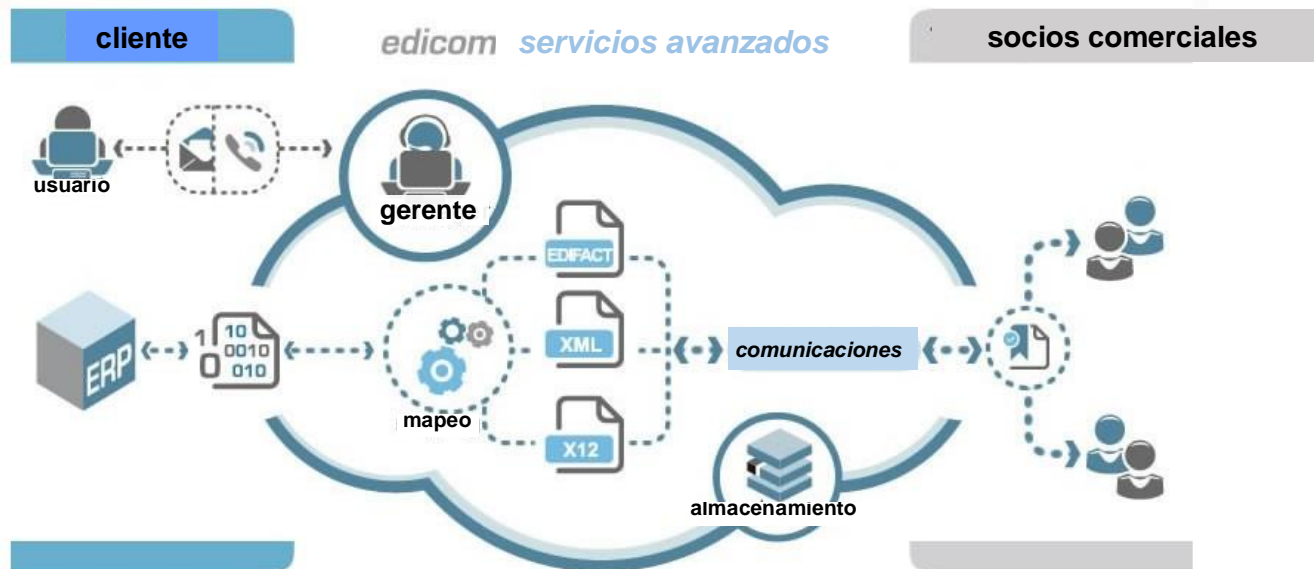 cliente
edicom servicios avanzados
socios comerciales
usuario
gerente
EDIFACT
ERP
1 10
0 0010
010
XML
comunicaciones
mapeo
X12
almacenamiento